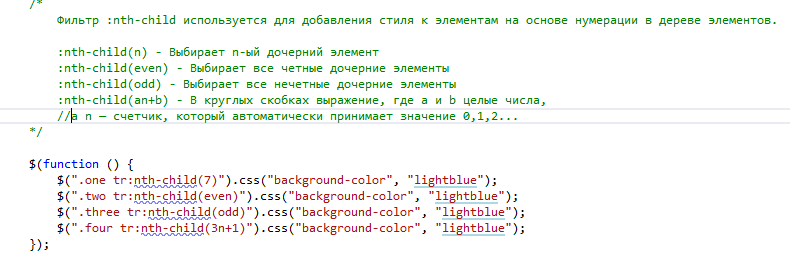 /*
Фильтр :nth-child используется для добавления стиля к элементам на основе нумерации в дереве элементов.
:nth-child(n) - Выбирает n-ый дочерний элемент
:nth-child(even) - Выбирает все четные дочерние элементы
:nth-child(odd) - Выбирает все нечетные дочерние элементы
:nth-child(an+b) - В круглых скобках выражение, где a и b целые числа,
//а n – счетчик, который автоматически принимает значение 0,1,2...
*/
$(function () {
$(".one tr:nth-child(7)").css("background-color", "lightblue");
$(".two tr:nth-child(even)").css("background-color", "lightblue");
$(".three tr:nth-child(odd)").css("background-color", "lightblue");
$(".four tr:nth-child(3n+1)").css("background-color", "lightblue");
});